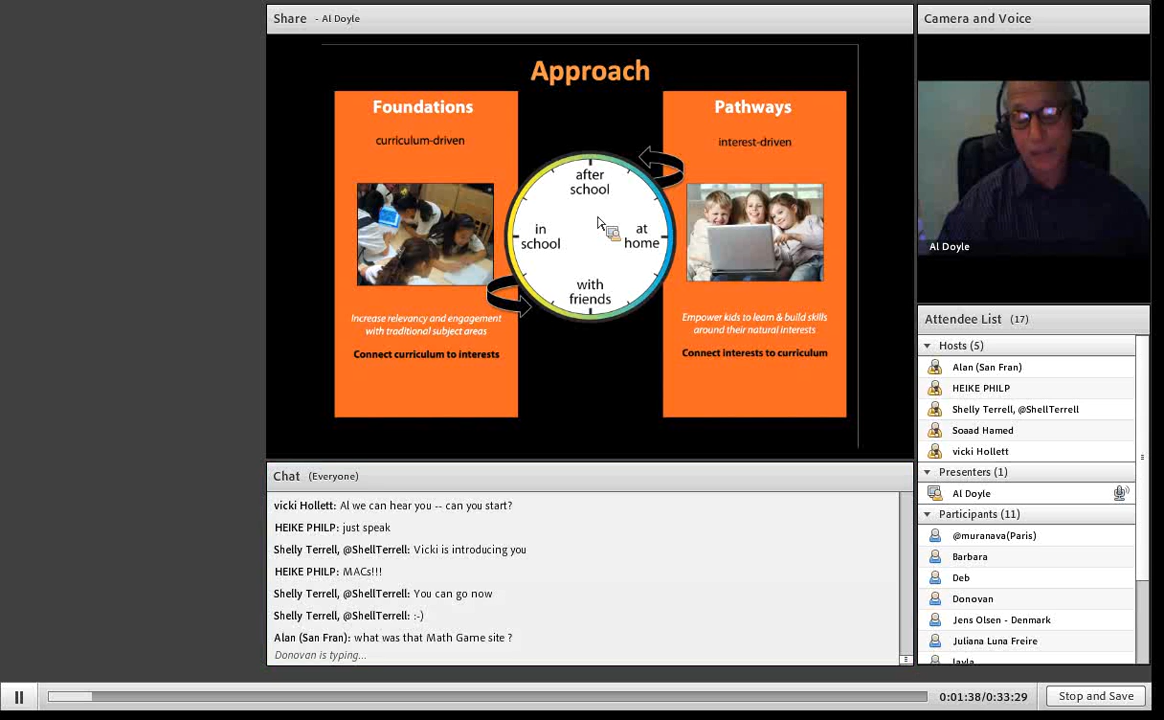 Share - Al Doyle
Approach
Foundations
curriculum-driven
Increase relevancy and engagement
with traditional subject areas
Connect curriculum to interests
after
school
in
school
at
home
with
friends
Pathways
interest-driven
Empower kids to learn & build skills
around their natural interests
Connect interests to curriculum
Camera and Voice
Al Doyle
Attendee List (17)
Hosts (5)
Alan (San Fran)
HEIKE PHILP
Shelly Terrell, @ShellTerrell
Soaad Hamed
vicki Hollett
Presenters (1)
Al Doyle
Participants (11)
@muranava(Paris)
Barbara
Deb
Donovan
Jens Olsen - Denmark
Juliana Luna Freire
Chat (Everyone)
vicki Hollett: Al we can hear you -- can you start?
HEIKE PHILP: just speak
Shelly Terrell, @ShellTerrell: Vicki is introducing you
HEIKE PHILP: MACs!!!
Shelly Terrell, @ShellTerrell: You can go now
Shelly Terrell, @ShellTerrell: :-)
Alan (San Fran): what was that Math Game site ?
Donovan is typing...
0:01:38/0:33:29
Stop and Save